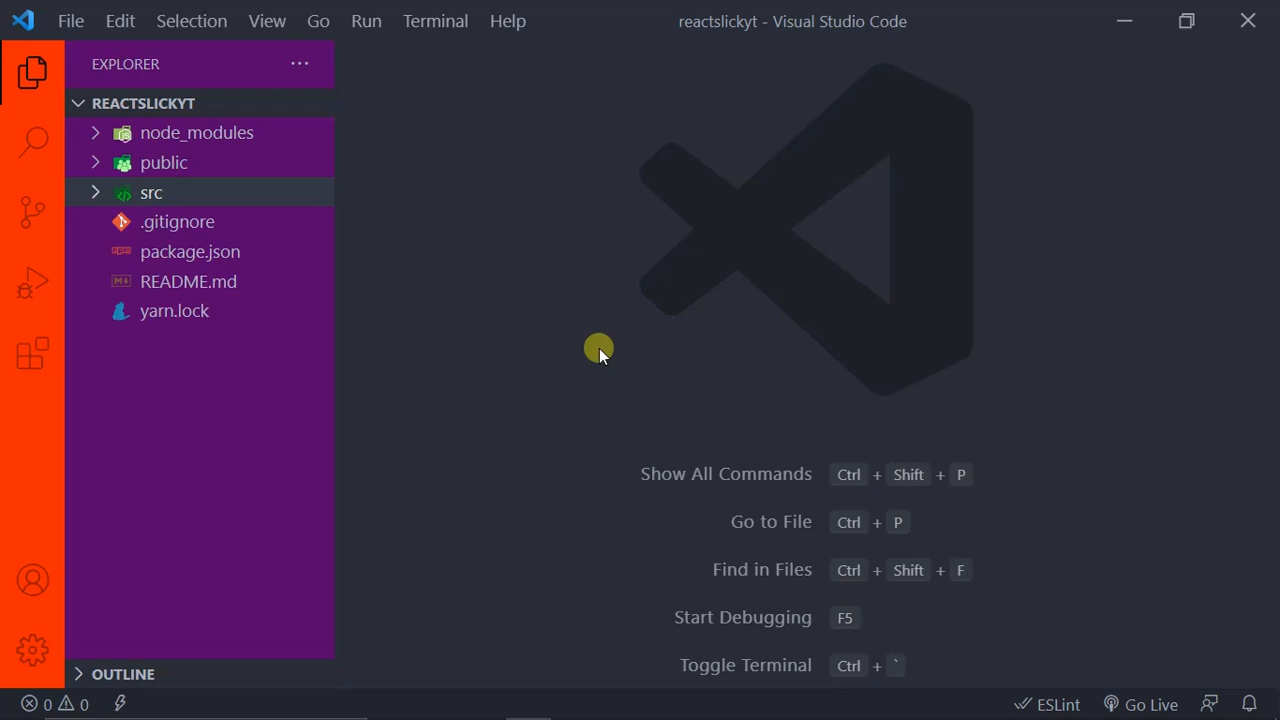 File Edit Selection View Go Run Terminal Help reactslickyt - Visual Studio Code
EXPLORER
REACTSLICKYT
node_modules
public
src
.gitignore
package.json
README.md
yarn.lock
Show All Commands Ctrl + Shift + P
Go to File Ctrl + P
Find in Files Ctrl + Shift + F
Start Debugging F5
Toggle Terminal Ctrl + `
OUTLINE
0 0 ESLint Go Live